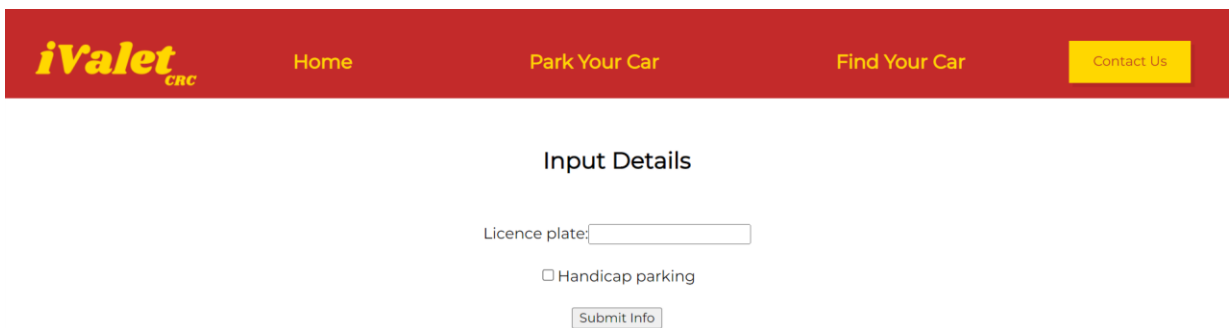 iValet CRC Home Park Your Car Find Your Car Contact Us
Input Details
Licence plate:
Handicap parking
Submit Info